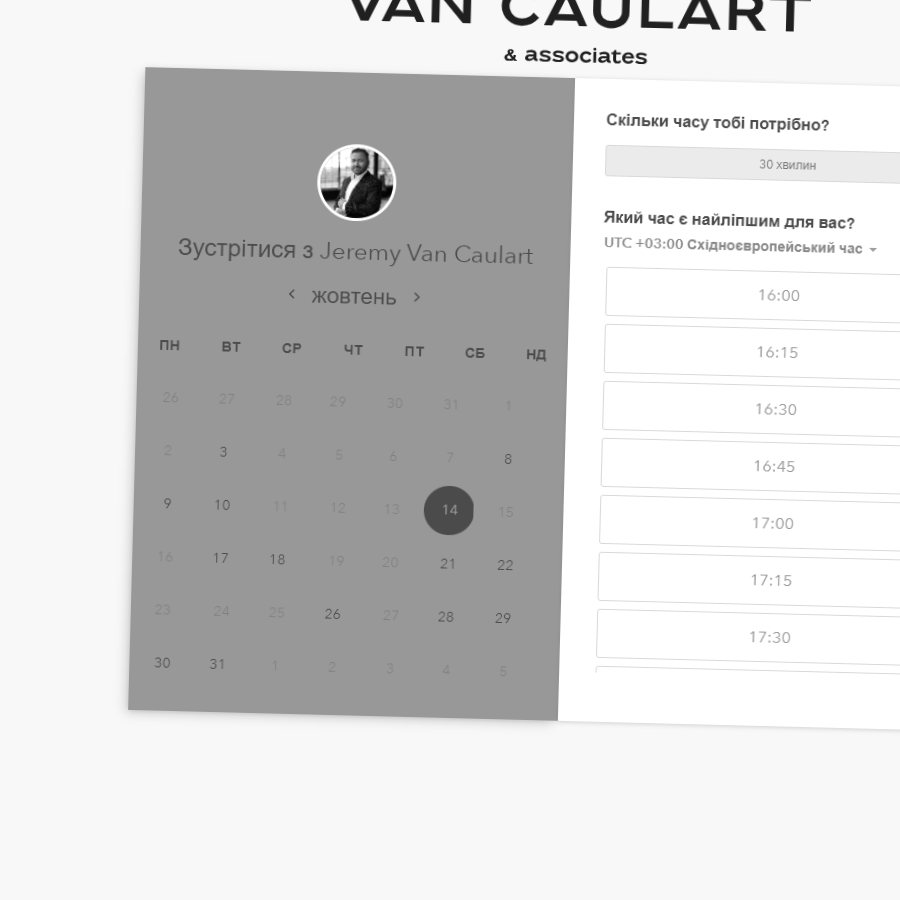 VAN CAULART
& associates
Зустрітися з Jeremy Van Caulart
жовтень
ПН ВТ СР ЧТ ПТ СБ НД
26 27 28 29 30 31 1
2 3 4 5 6 7 8
9 10 11 12 13 14 15
16 17 18 19 20 21 22
23 24 25 26 27 28 29
30 31 1 2 3 4 5
Скільки часу тобі потрібно?
30 хвилин
Який час є найліпшим для вас?
UTC +03:00 Східноєвропейський час
16:00
16:15
16:30
16:45
17:00
17:15
17:30